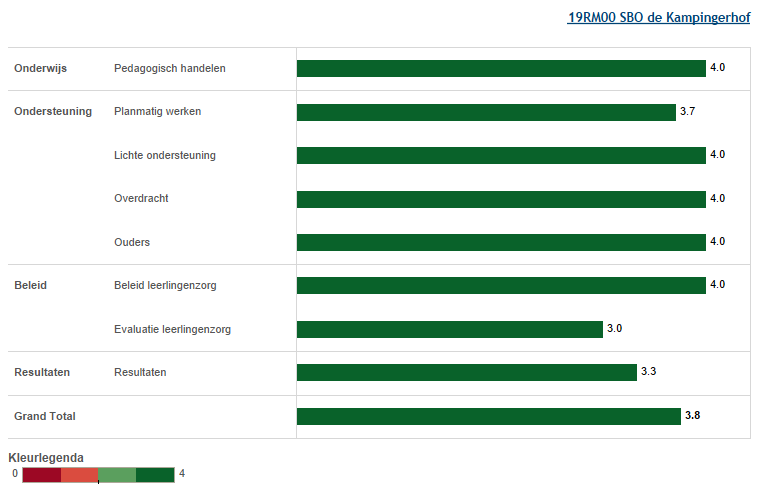 19RM00 SBO de Kampingerhof
Onderwijs Pedagogisch handelen 4.0
Ondersteuning Planmatig werken 3.7
Lichte ondersteuning 4.0
Overdracht 4.0
Ouders 4.0
Beleid Beleid leerlingenzorg 4.0
Evaluatie leerlingenzorg 3.0
Resultaten Resultaten 3.3
Grand Total 3.8
Kleurlegenda
0 4